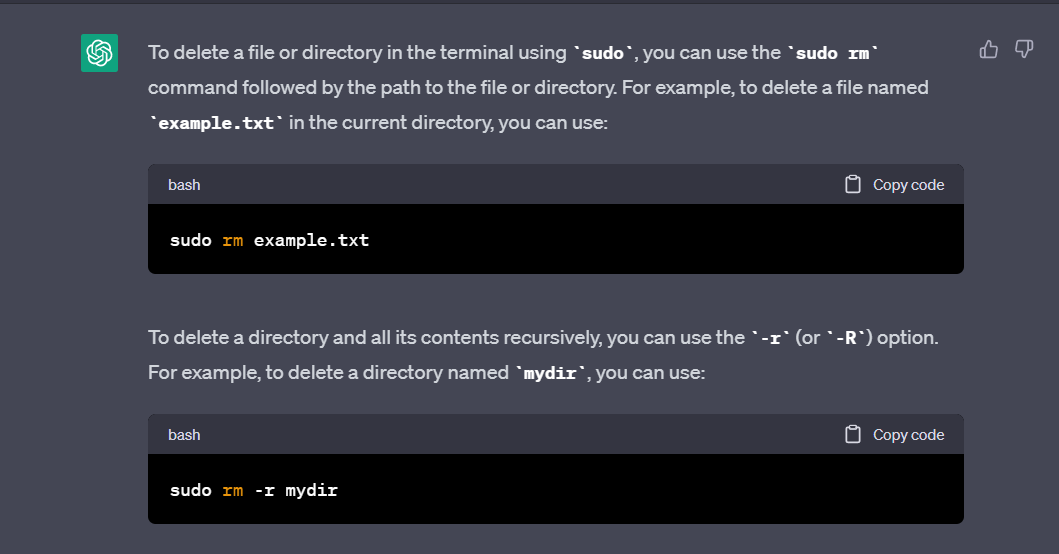 To delete a file or directory in the terminal using `sudo`, you can use the `sudo rm`
command followed by the path to the file or directory. For example, to delete a file named
`example.txt` in the current directory, you can use:
bash
Copy code
sudo rm example.txt
To delete a directory and all its contents recursively, you can use the `-r` (or `-R`) option.
For example, to delete a directory named `mydir`, you can use:
bash
Copy code
sudo rm -r mydir